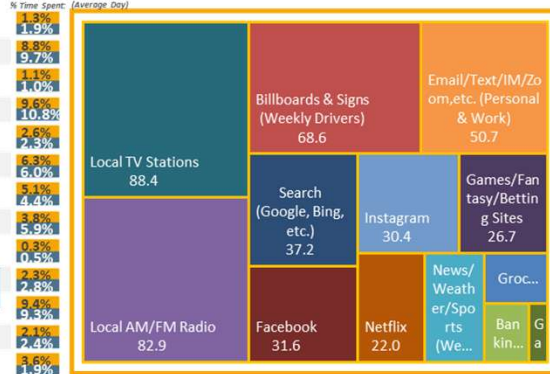 % Time Spent: (Average Day)
1.3%
1.9%
8.8%
9.7%
1.1%
1.0%
9.6%
10.8%
2.6%
2.3%
6.3%
6.0%
5.1%
4.4%
3.8%
5.9%
0.3%
0.5%
2.3%
2.8%
9.4%
9.3%
2.1%
2.4%
3.6%
1.9%
Local TV Stations
88.4
Billboards & Signs
(Weekly Drivers)
68.6
Email/Text/IM/Zo
om,etc. (Personal
& Work)
50.7
Search
(Google, Bing,
etc.)
37.2
Instagram
30.4
Games/Fan
tasy/Bettin
g Sites
26.7
Local AM/FM Radio
82.9
Facebook
31.6
Netflix
22.0
News/
Weath
er/Spo
rts
(We...
Groc...
Ban
kin...
G
a